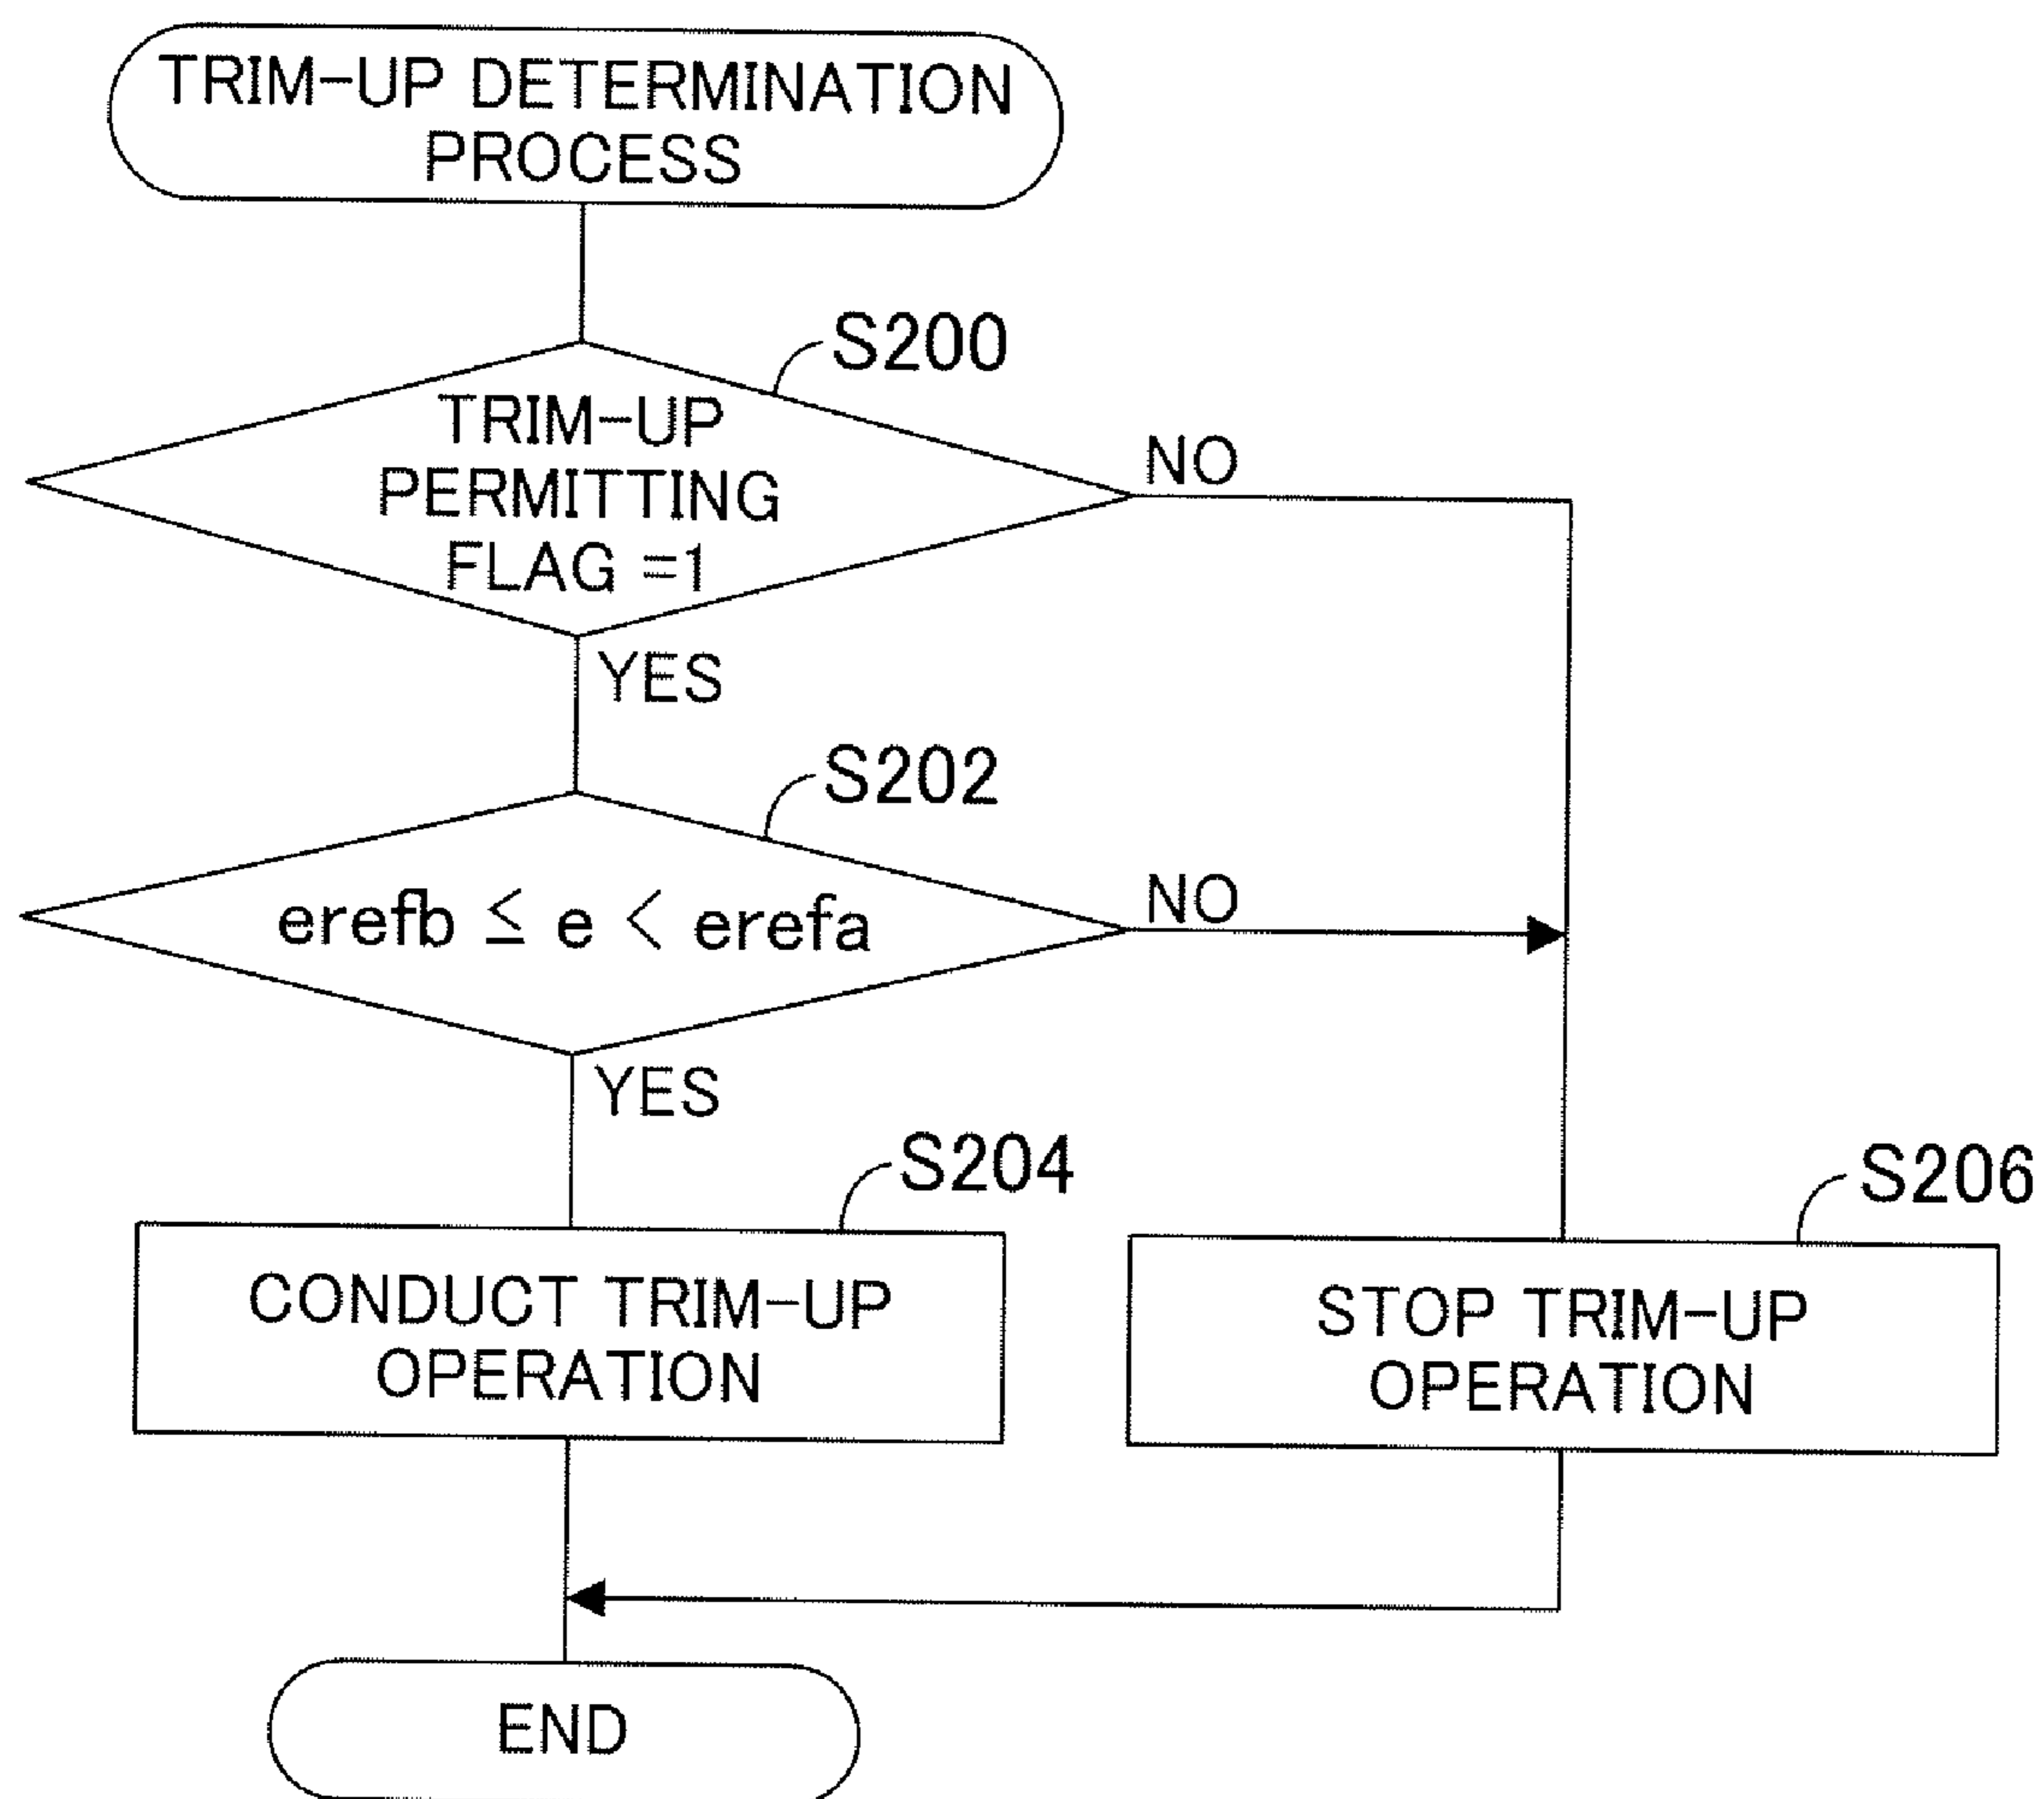 TRIM-UP DETERMINATION
PROCESS
S200
TRIM-UP
PERMITTING
FLAG =1
NO
YES
S202
erefb ≤ e < erefa
NO
YES
S204
CONDUCT TRIM-UP
OPERATION
S206
STOP TRIM-UP
OPERATION
END